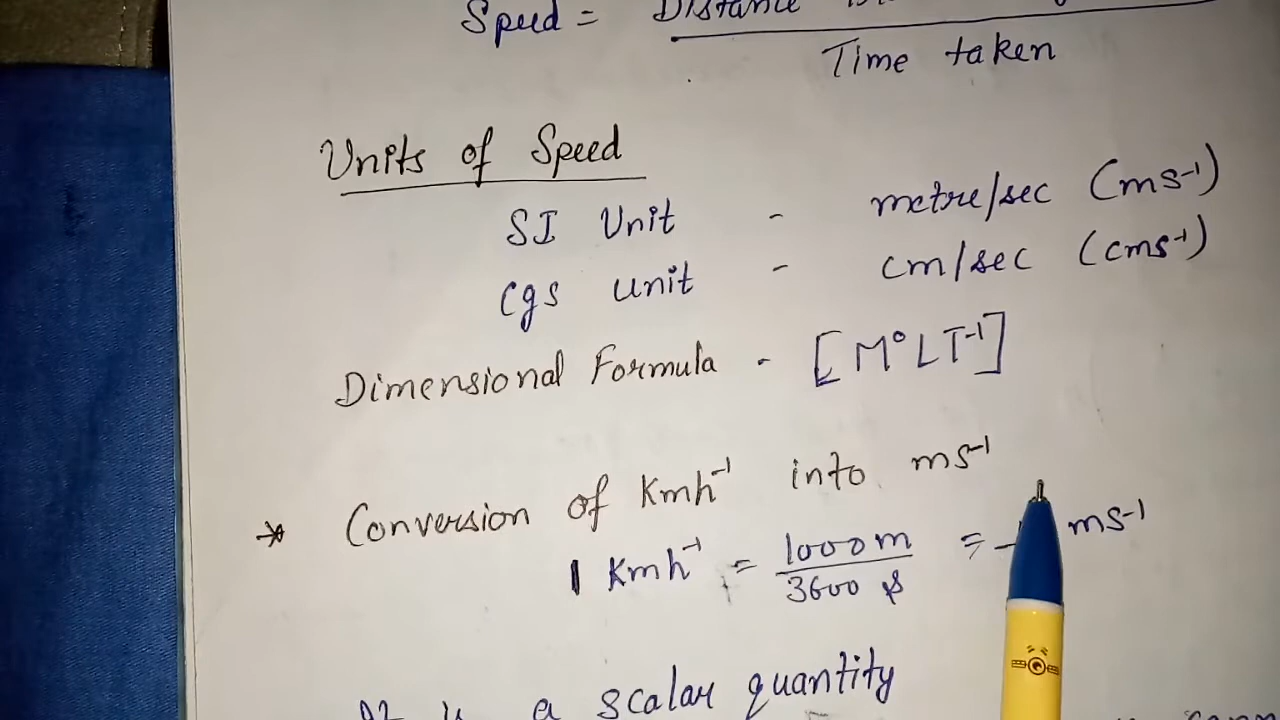 Speed = Distance
Time taken
Units of Speed
SI Unit - metre/sec (ms⁻¹)
Cgs unit - cm/sec (cms⁻¹)
Dimensional Formula - [M⁰LT⁻¹]
* Conversion of Kmh⁻¹ into ms⁻¹
1 Kmh⁻¹ = 1000m / 3600 s = ms⁻¹
a scalar quantity